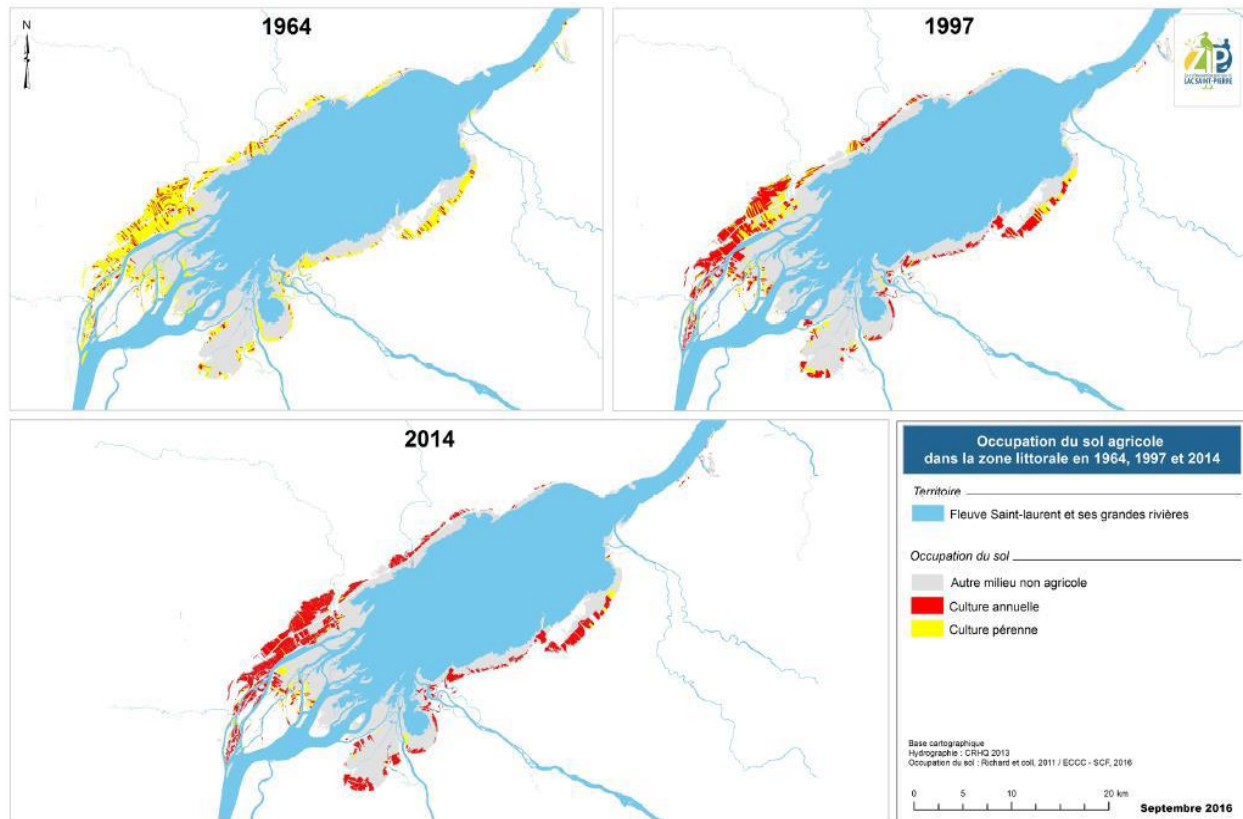 1964
N
1997
ZIP
LAC SAINT-PIERRE
2014
Occupation du sol agricole
dans la zone littorale en 1964, 1997 et 2014
Territoire
Fleuve Saint-laurent et ses grandes rivières
Occupation du sol
Autre milieu non agricole
Culture annuelle
Culture pérenne
Base cartographique
Hydrographie : CRHQ 2013
Occupation du sol : Richard et coll, 2011 / ECCC - SCF, 2016
0 5 10 20 km
Septembre 2016